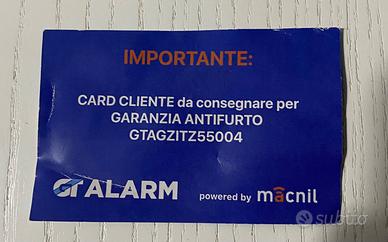 IMPORTANTE:
CARD CLIENTE da consegnare per
GARANZIA ANTIFURTO
GTAGZITZ55004
GT ALARM powered by macnil
subito